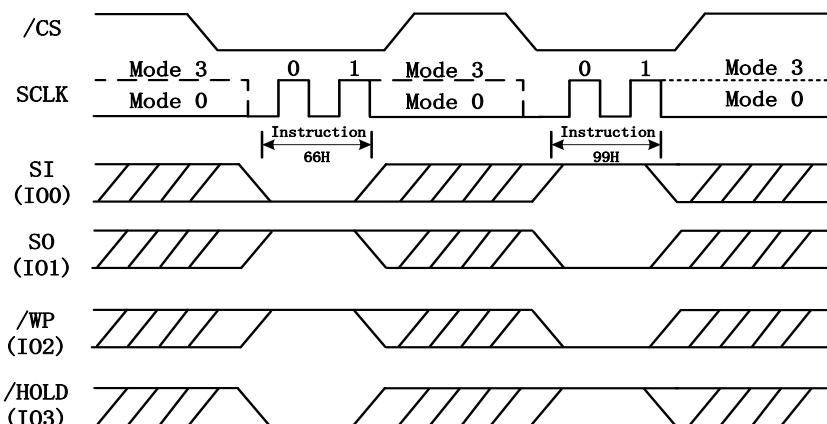 /CS
Mode 3 0 1 Mode 3 0 1 Mode 3
SCLK
Mode 0 Mode 0 Mode 0
Instruction Instruction
66H 99H
SI
(IO0)
SO
(IO1)
/WP
(IO2)
/HOLD
(IO3)